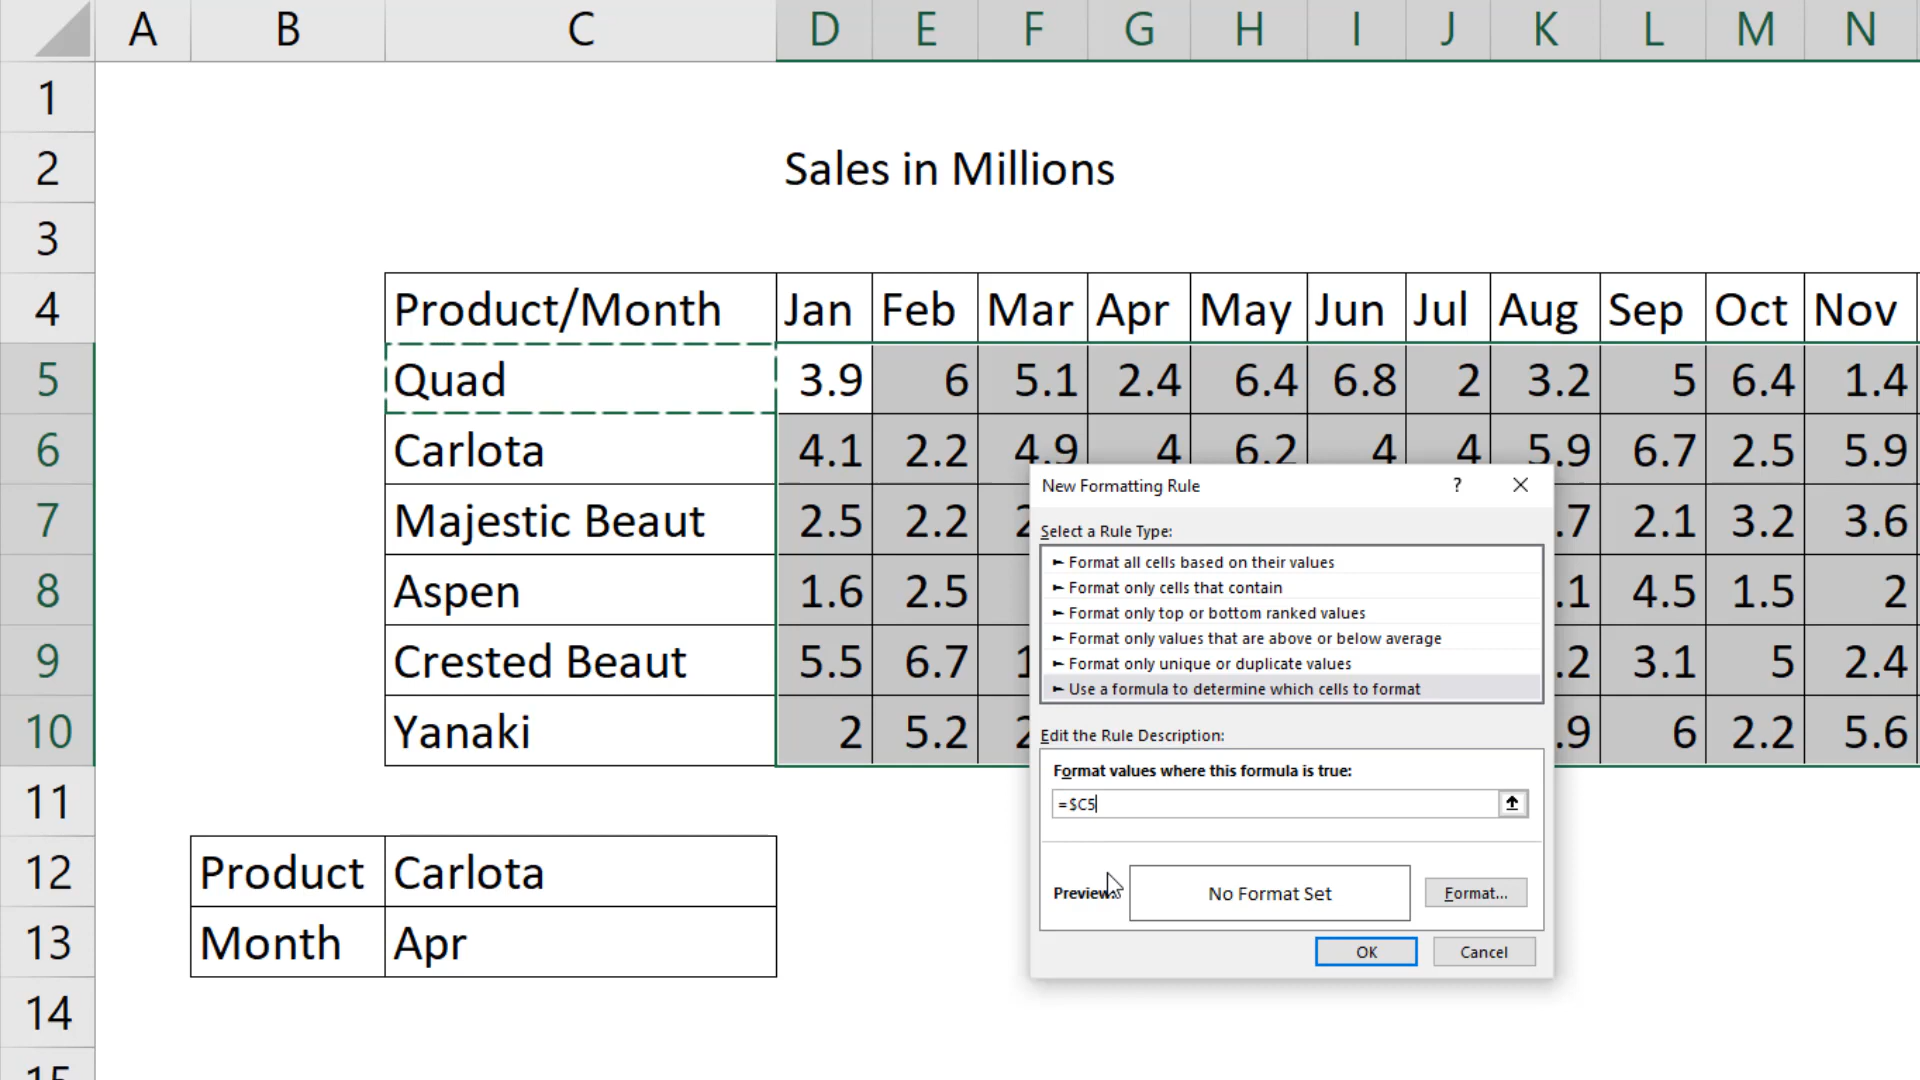 A B C D E F G H I J K L M N
1
2 Sales in Millions
3
4 Product/Month Jan Feb Mar Apr May Jun Jul Aug Sep Oct Nov
5 Quad 3.9 6 5.1 2.4 6.4 6.8 2 3.2 5 6.4 1.4
6 Carlota 4.1 2.2 4.9 4 6.2 4 4 5.9 6.7 2.5 5.9
New Formatting Rule ?
7 Majestic Beaut 2.5 2.2 2 .7 2.1 3.2 3.6
Select a Rule Type:
► Format all cells based on their values
► Format only cells that contain
8 Aspen 1.6 2.5 .1 4.5 1.5 2
► Format only top or bottom ranked values
► Format only values that are above or below average
9 Crested Beaut 5.5 6.7 1 .2 3.1 5 2.4
► Format only unique or duplicate values
► Use a formula to determine which cells to format
10 Yanaki 2 5.2 2 .9 6 2.2 5.6
Edit the Rule Description:
Format values where this formula is true:
=$C5
11
12 Product Carlota
Preview: No Format Set Format...
13 Month Apr
OK Cancel
14
15